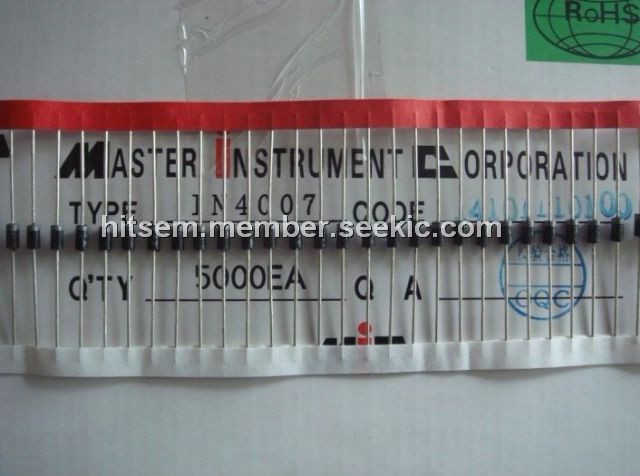 RoHS
MASTER INSTRUMENT CORPORATION
TYPE 1N4007 CODE
hitsem.member.seekic.com
Q'TY 5000EA Q A
CQC